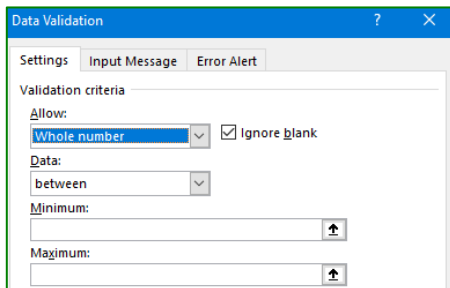 Data Validation ? ×
Settings Input Message Error Alert
Validation criteria
Allow:
Whole number Ignore blank
Data:
between
Minimum:
Maximum: